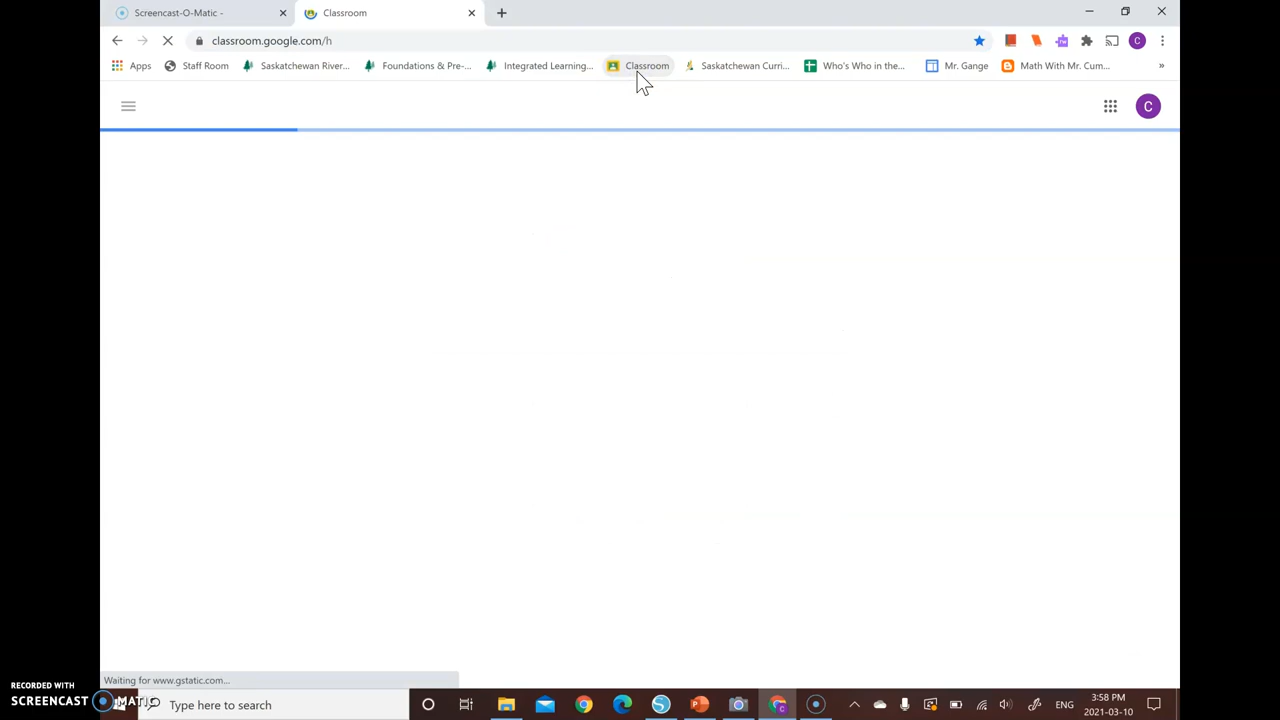 Screencast-O-Matic -
Classroom
classroom.google.com/h
C
Apps
Staff Room
Saskatchewan River...
Foundations & Pre-...
Integrated Learning...
Classroom
Saskatchewan Curri...
Who's Who in the...
Mr. Gange
Math With Mr. Cum...
»
C
Waiting for www.gstatic.com...
RECORDED WITH
SCREENCAST MATIC
Type here to search
ENG
3:58 PM
2021-03-10